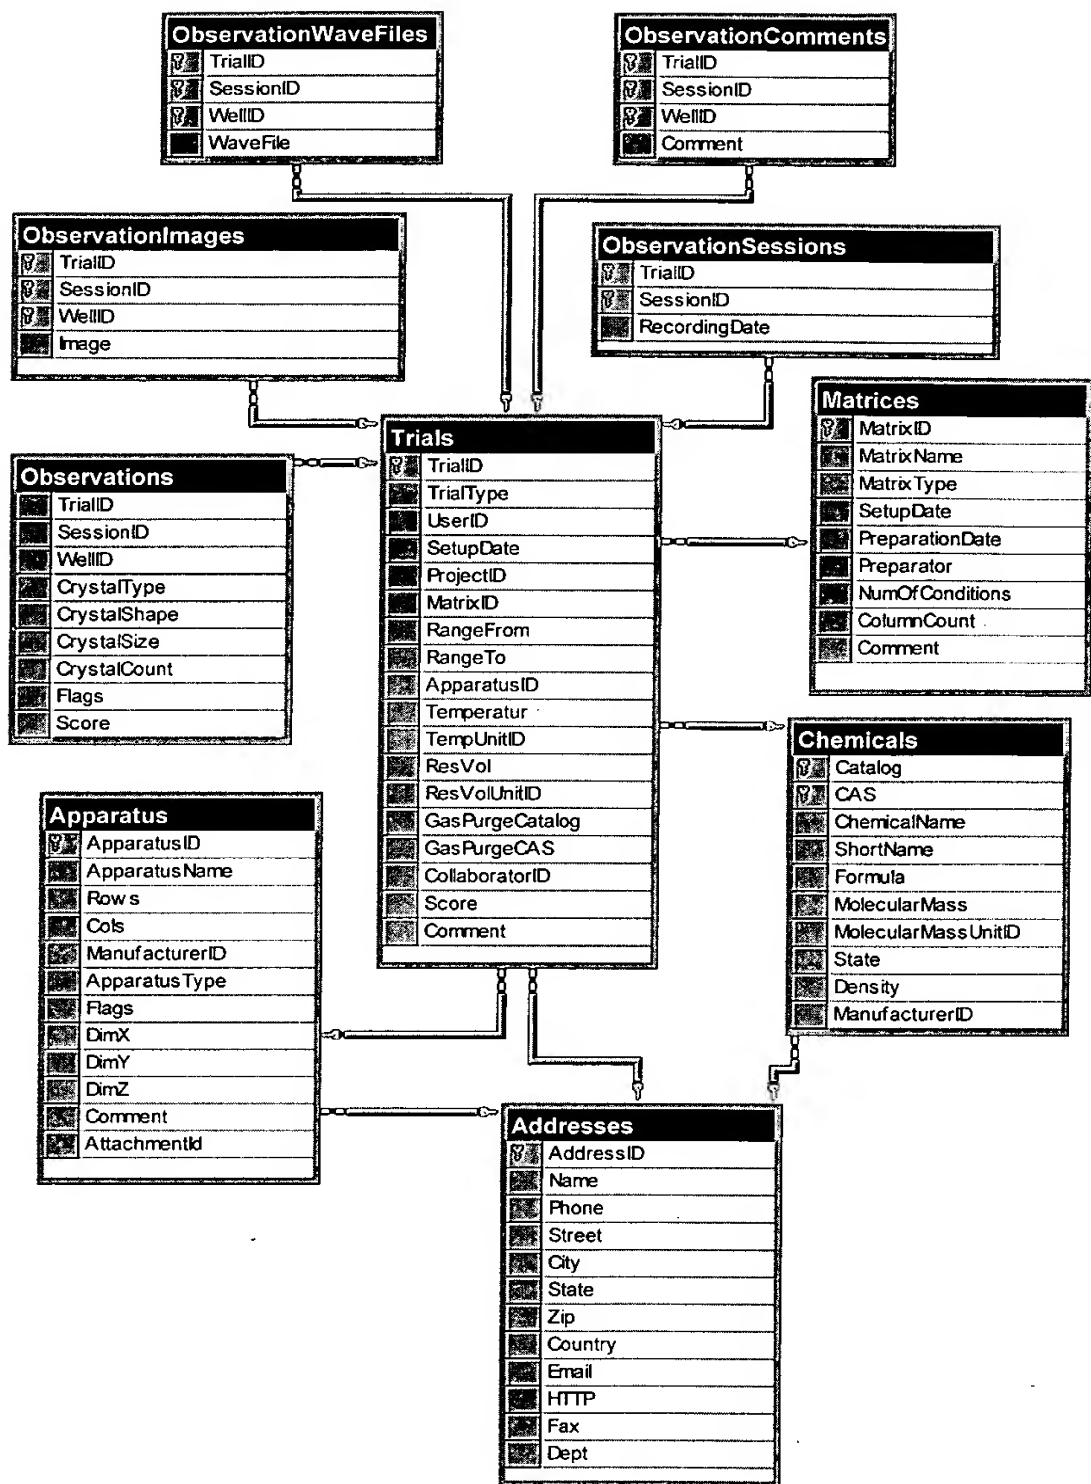 ObservationWaveFiles
TrialID
SessionID
WellID
WaveFile
ObservationComments
TrialID
SessionID
WellID
Comment
ObservationImages
TrialID
SessionID
WellID
Image
ObservationSessions
TrialID
SessionID
RecordingDate
Matrices
MatrixID
MatrixName
MatrixType
SetupDate
PreparationDate
Preparator
NumOfConditions
ColumnCount
Comment
Trials
TrialID
TrialType
UserID
SetupDate
ProjectID
MatrixID
RangeFrom
RangeTo
ApparatusID
Temperatur
TempUnitID
ResVol
ResVolUnitID
GasPurgeCatalog
GasPurgeCAS
CollaboratorID
Score
Comment
Observations
TrialID
SessionID
WellID
CrystalType
CrystalShape
CrystalSize
CrystalCount
Flags
Score
Chemicals
Catalog
CAS
ChemicalName
ShortName
Formula
MolecularMass
MolecularMassUnitID
State
Density
ManufacturerID
Apparatus
ApparatusID
ApparatusName
Rows
Cols
ManufacturerID
ApparatusType
Flags
DimX
DimY
DimZ
Comment
AttachmentId
Addresses
AddressID
Name
Phone
Street
City
State
Zip
Country
Email
HTTP
Fax
Dept